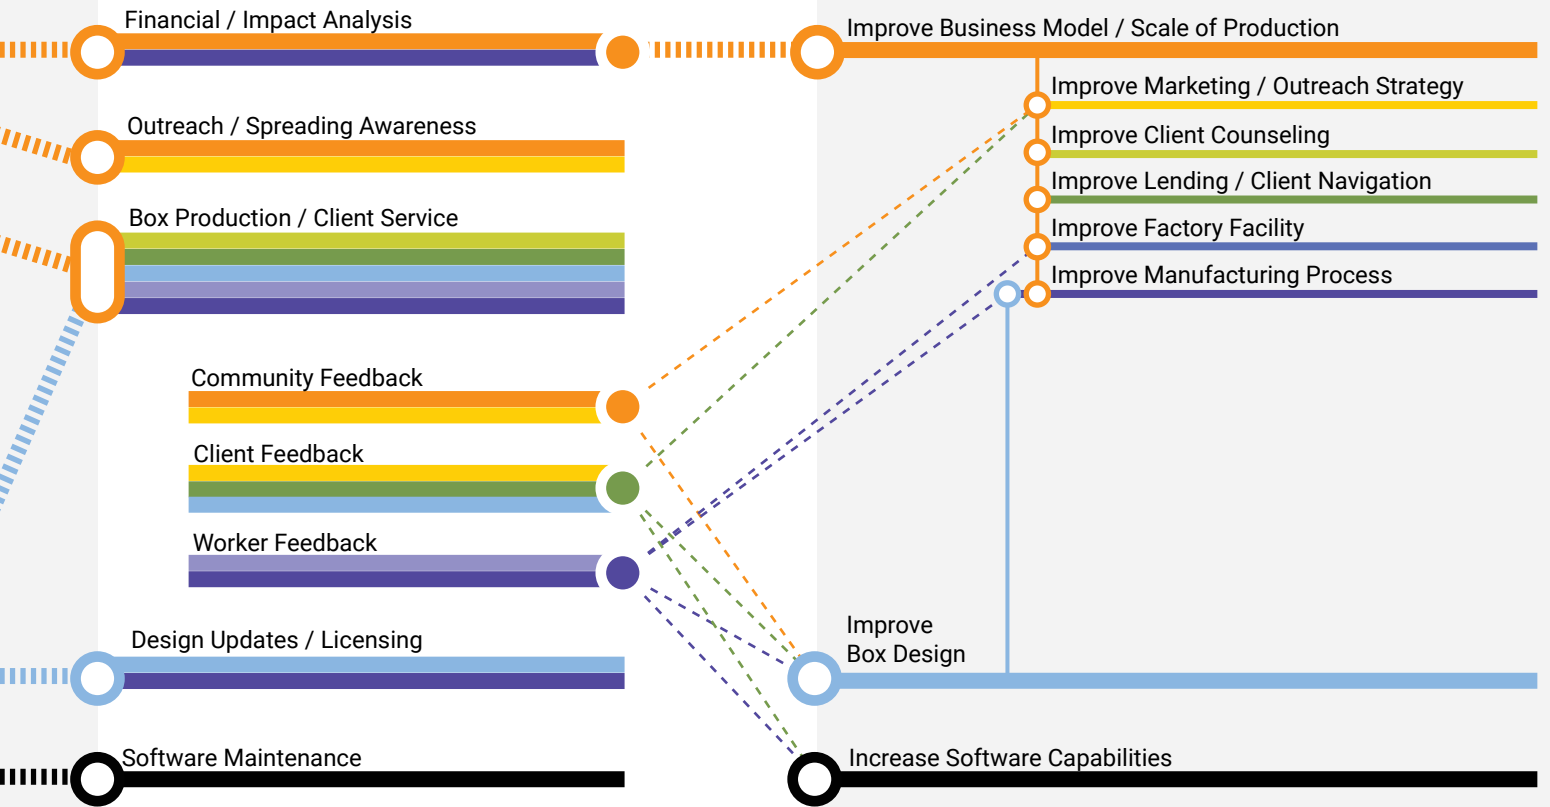 Financial / Impact Analysis
Outreach / Spreading Awareness
Box Production / Client Service
Community Feedback
Client Feedback
Worker Feedback
Design Updates / Licensing
Software Maintenance
Improve Business Model / Scale of Production
Improve Marketing / Outreach Strategy
Improve Client Counseling
Improve Lending / Client Navigation
Improve Factory Facility
Improve Manufacturing Process
Improve
Box Design
Increase Software Capabilities